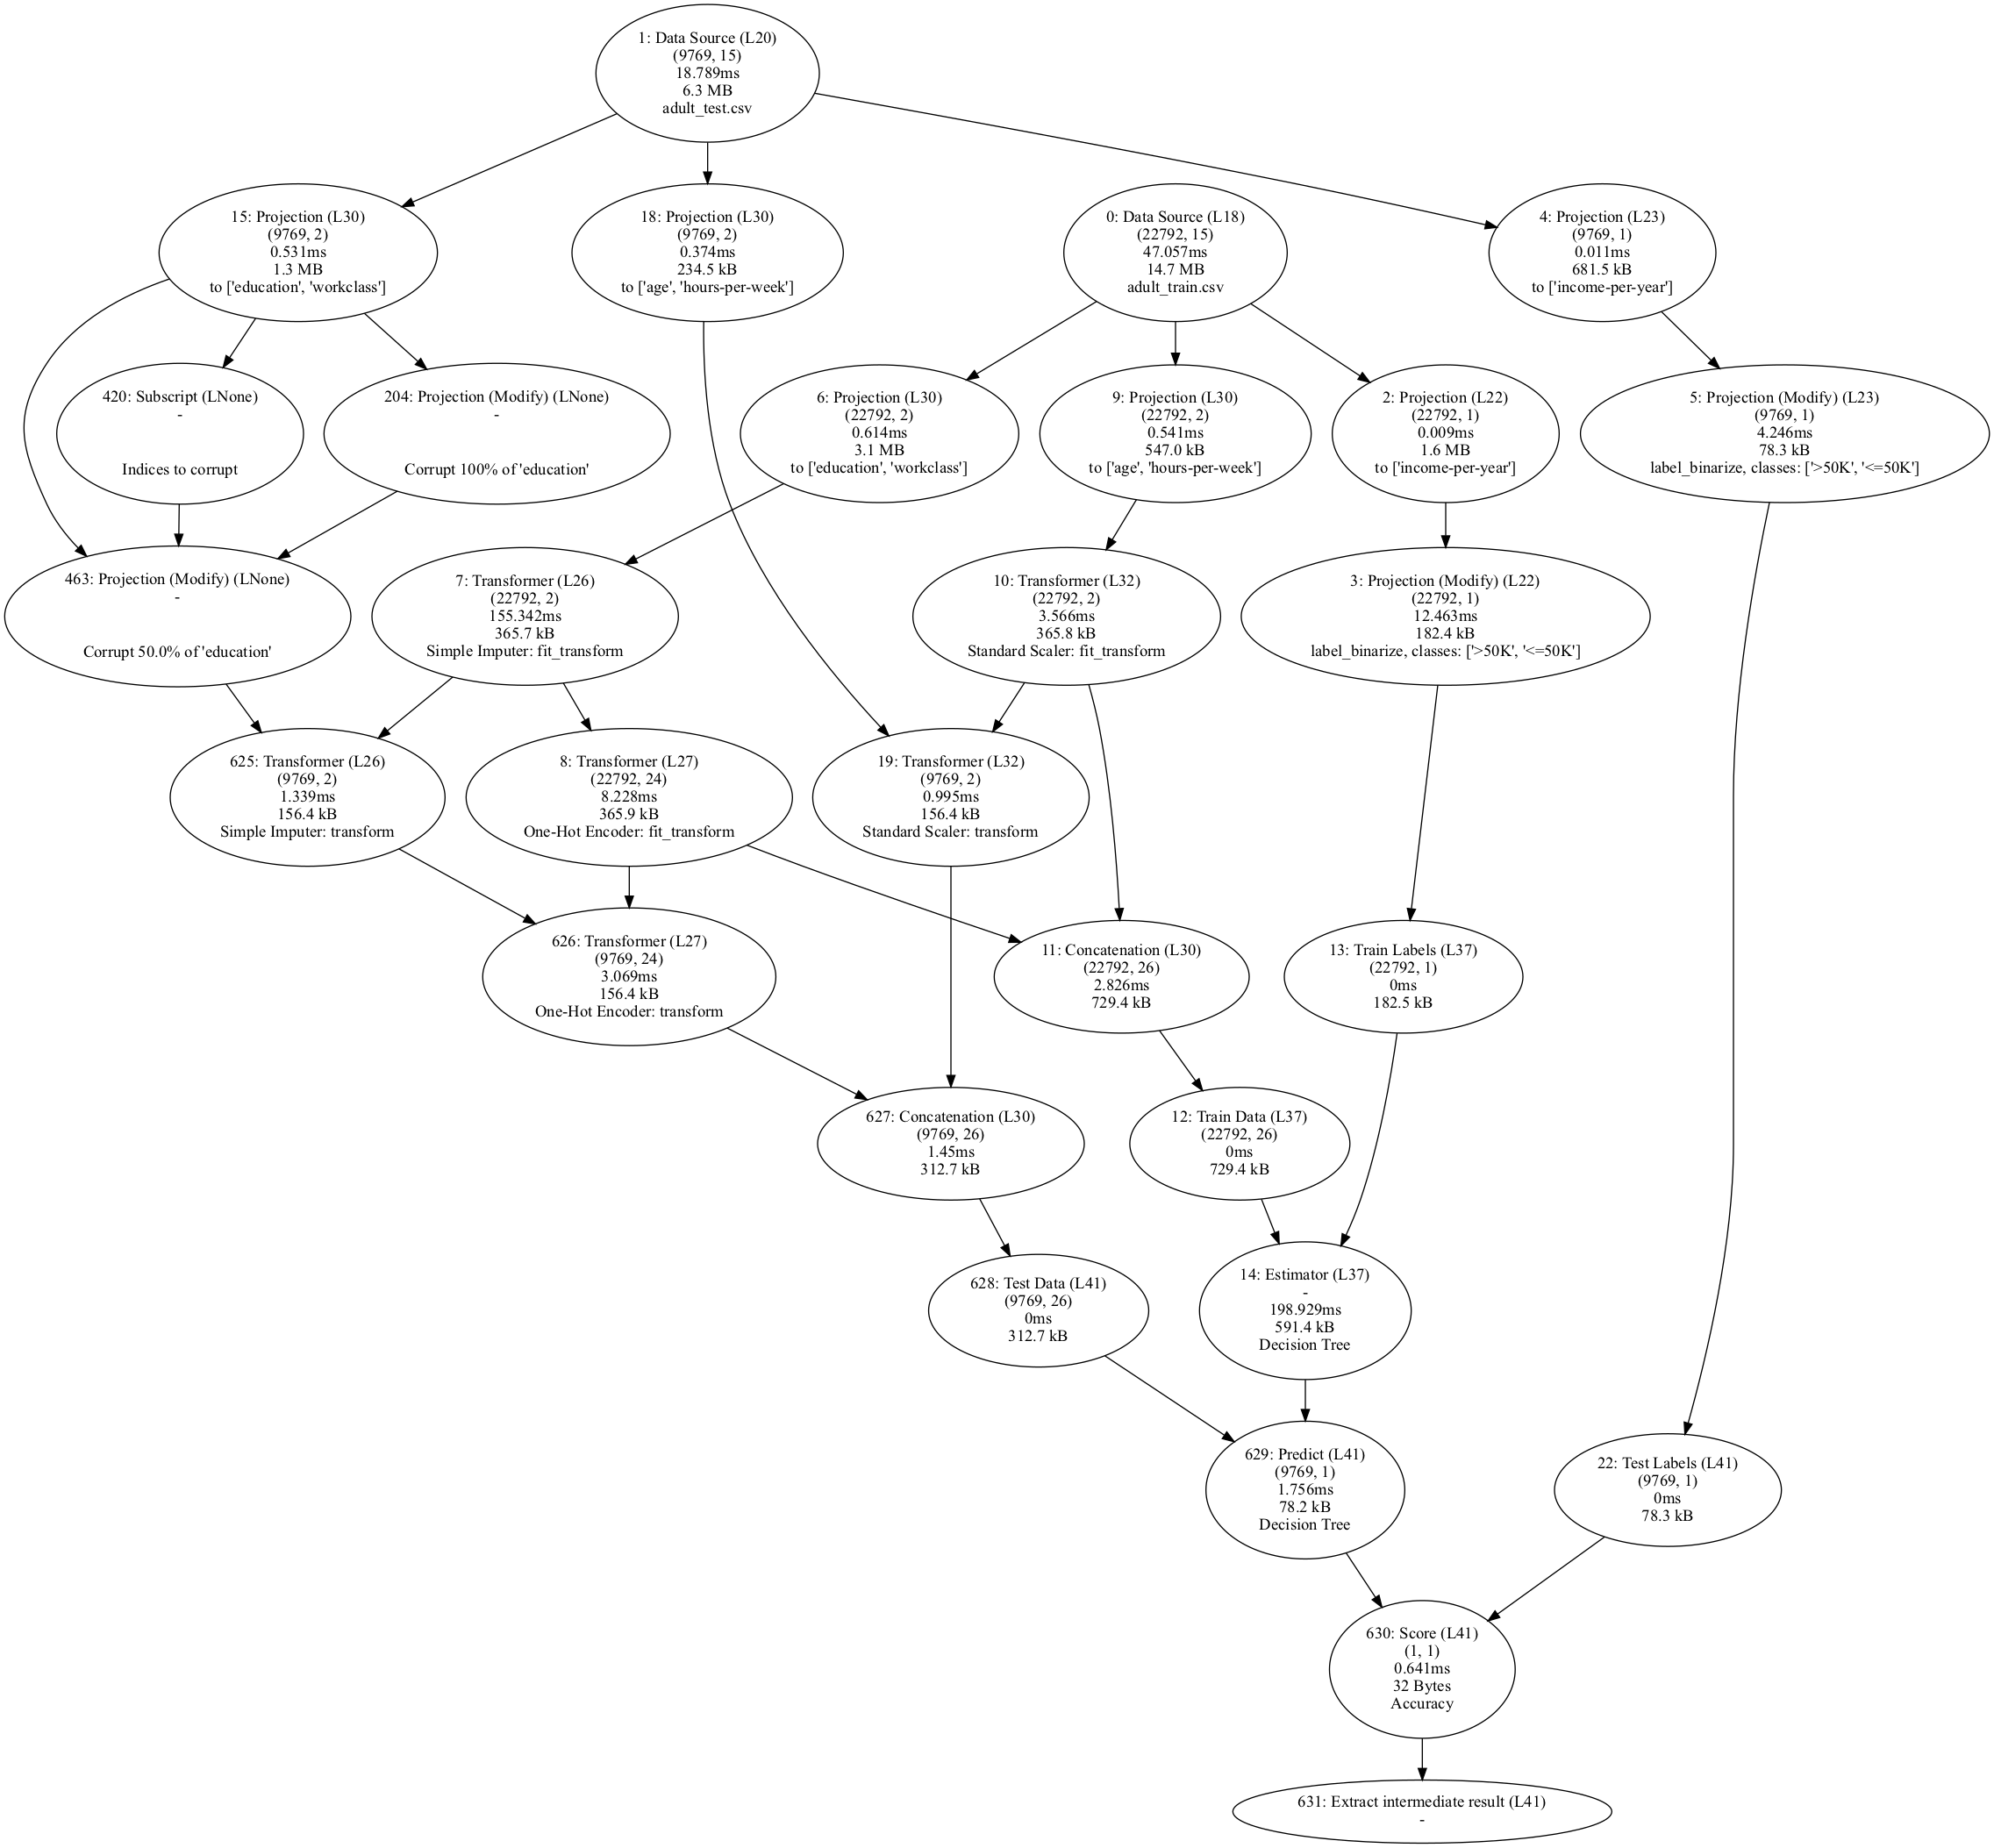 1: Data Source (L20)
(9769, 15)
18.789ms
6.3 MB
adult_test.csv
15: Projection (L30)
(9769, 2)
0.531ms
1.3 MB
to ['education', 'workclass']
18: Projection (L30)
(9769, 2)
0.374ms
234.5 kB
to ['age', 'hours-per-week']
0: Data Source (L18)
(22792, 15)
47.057ms
14.7 MB
adult_train.csv
4: Projection (L23)
(9769, 1)
0.011ms
681.5 kB
to ['income-per-year']
420: Subscript (LNone)
-
Indices to corrupt
204: Projection (Modify) (LNone)
-
Corrupt 100% of 'education'
6: Projection (L30)
(22792, 2)
0.614ms
3.1 MB
to ['education', 'workclass']
9: Projection (L30)
(22792, 2)
0.541ms
547.0 kB
to ['age', 'hours-per-week']
2: Projection (L22)
(22792, 1)
0.009ms
1.6 MB
to ['income-per-year']
5: Projection (Modify) (L23)
(9769, 1)
4.246ms
78.3 kB
label_binarize, classes: ['>50K', '<=50K']
463: Projection (Modify) (LNone)
-
Corrupt 50.0% of 'education'
7: Transformer (L26)
(22792, 2)
155.342ms
365.7 kB
Simple Imputer: fit_transform
10: Transformer (L32)
(22792, 2)
3.566ms
365.8 kB
Standard Scaler: fit_transform
3: Projection (Modify) (L22)
(22792, 1)
12.463ms
182.4 kB
label_binarize, classes: ['>50K', '<=50K']
625: Transformer (L26)
(9769, 2)
1.339ms
156.4 kB
Simple Imputer: transform
8: Transformer (L27)
(22792, 24)
8.228ms
365.9 kB
One-Hot Encoder: fit_transform
19: Transformer (L32)
(9769, 2)
0.995ms
156.4 kB
Standard Scaler: transform
626: Transformer (L27)
(9769, 24)
3.069ms
156.4 kB
One-Hot Encoder: transform
11: Concatenation (L30)
(22792, 26)
2.826ms
729.4 kB
13: Train Labels (L37)
(22792, 1)
0ms
182.5 kB
627: Concatenation (L30)
(9769, 26)
1.45ms
312.7 kB
12: Train Data (L37)
(22792, 26)
0ms
729.4 kB
628: Test Data (L41)
(9769, 26)
0ms
312.7 kB
14: Estimator (L37)
-
198.929ms
591.4 kB
Decision Tree
629: Predict (L41)
(9769, 1)
1.756ms
78.2 kB
Decision Tree
22: Test Labels (L41)
(9769, 1)
0ms
78.3 kB
630: Score (L41)
(1, 1)
0.641ms
32 Bytes
Accuracy
631: Extract intermediate result (L41)
-